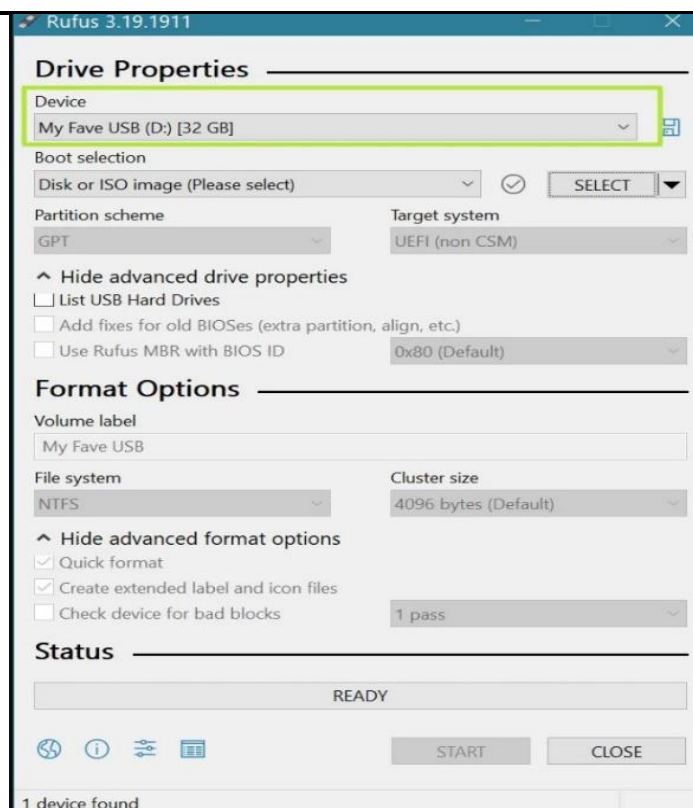 Rufus 3.19.1911
Drive Properties
Device
My Fave USB (D:) [32 GB]
Boot selection
Disk or ISO image (Please select)
SELECT
Partition scheme
Target system
GPT
UEFI (non CSM)
Hide advanced drive properties
List USB Hard Drives
Add fixes for old BIOSes (extra partition, align, etc.)
Use Rufus MBR with BIOS ID
0x80 (Default)
Format Options
Volume label
My Fave USB
File system
Cluster size
NTFS
4096 bytes (Default)
Hide advanced format options
Quick format
Create extended label and icon files
Check device for bad blocks
1 pass
Status
READY
START
CLOSE
1 device found